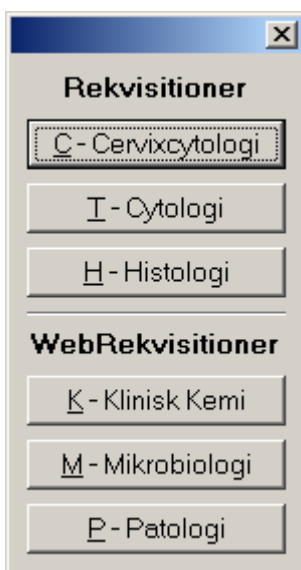 Rekvisitioner
C - Cervixcytologi
T - Cytologi
H - Histologi
WebRekvisitioner
K - Klinisk Kemi
M - Mikrobiologi
P - Patologi